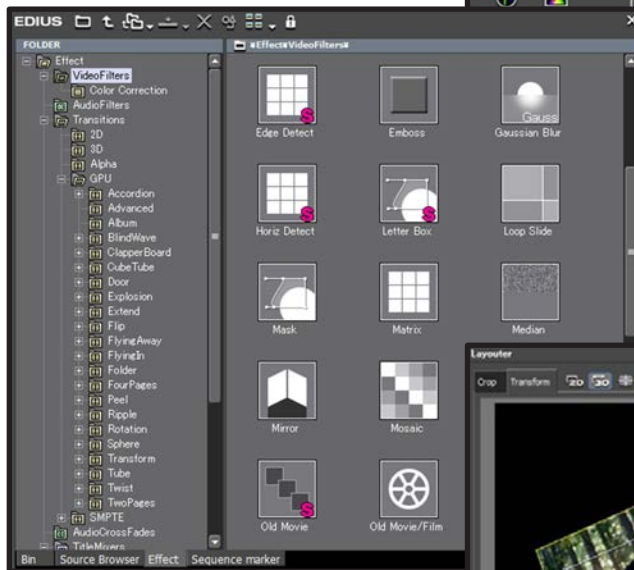 EDIUS
FOLDER
¥Effect¥VideoFilters¥
Effect
VideoFilters
Color Correction
AudioFilters
Transitions
2D
3D
Alpha
GPU
Accordion
Advanced
Album
BlindWave
ClapperBoard
CubeTube
Door
Explosion
Extend
Flip
FlyingAway
FlyingIn
Folder
FourPages
Peel
Ripple
Rotation
Sphere
Transform
Tube
Twist
TwoPages
SMPTE
AudioCrossFades
TitleMixers
S
Gauss
Edge Detect Emboss Gaussian Blur
S S
Horiz Detect Letter Box Loop Slide
Mask Matrix Median
Mirror Mosaic
S
Old Movie Old Movie/Film
Bin Source Browser Effect Sequence marker
Layouter
Crop Transform 2D 3D